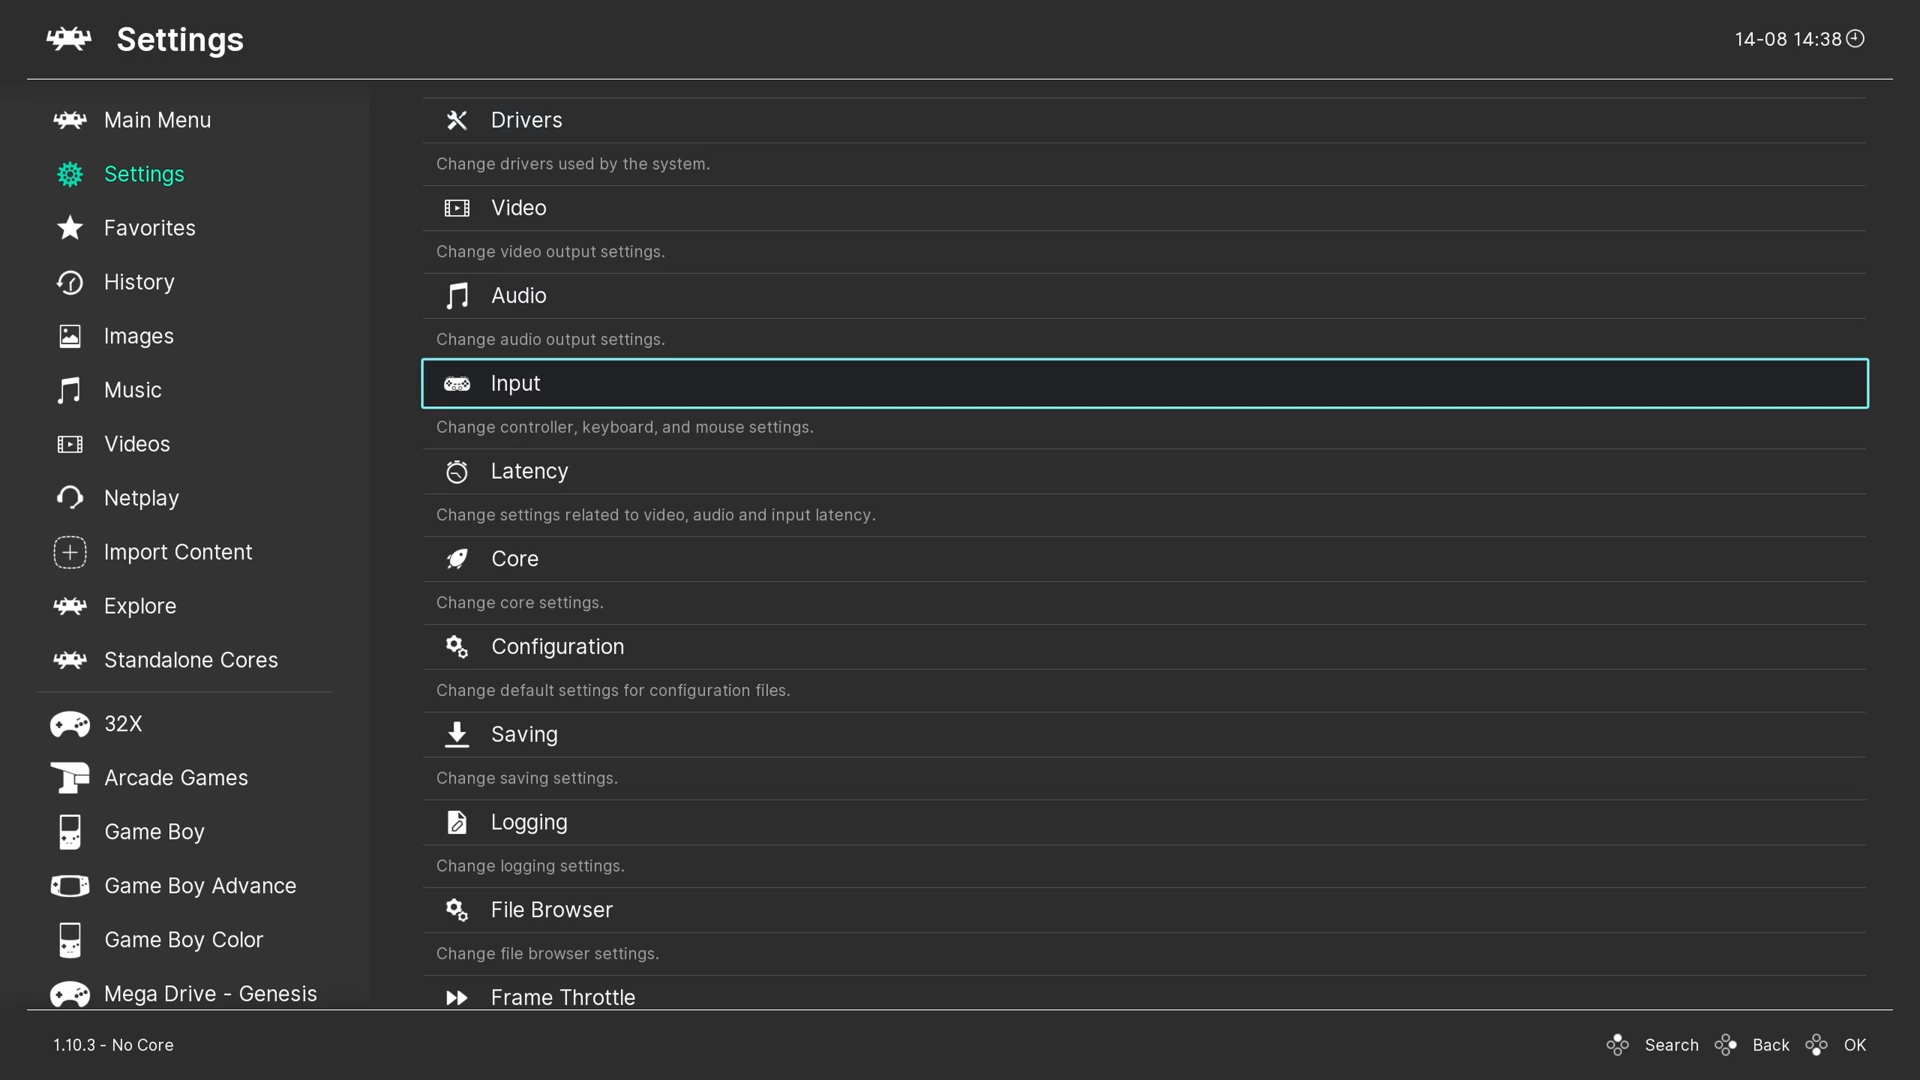 Settings
14-08 14:38
Main Menu
Settings
Favorites
History
Images
Music
Videos
Netplay
Import Content
Explore
Standalone Cores
32X
Arcade Games
Game Boy
Game Boy Advance
Game Boy Color
Mega Drive - Genesis
Drivers
Change drivers used by the system.
Video
Change video output settings.
Audio
Change audio output settings.
Input
Change controller, keyboard, and mouse settings.
Latency
Change settings related to video, audio and input latency.
Core
Change core settings.
Configuration
Change default settings for configuration files.
Saving
Change saving settings.
Logging
Change logging settings.
File Browser
Change file browser settings.
Frame Throttle
1.10.3 - No Core
Search Back OK